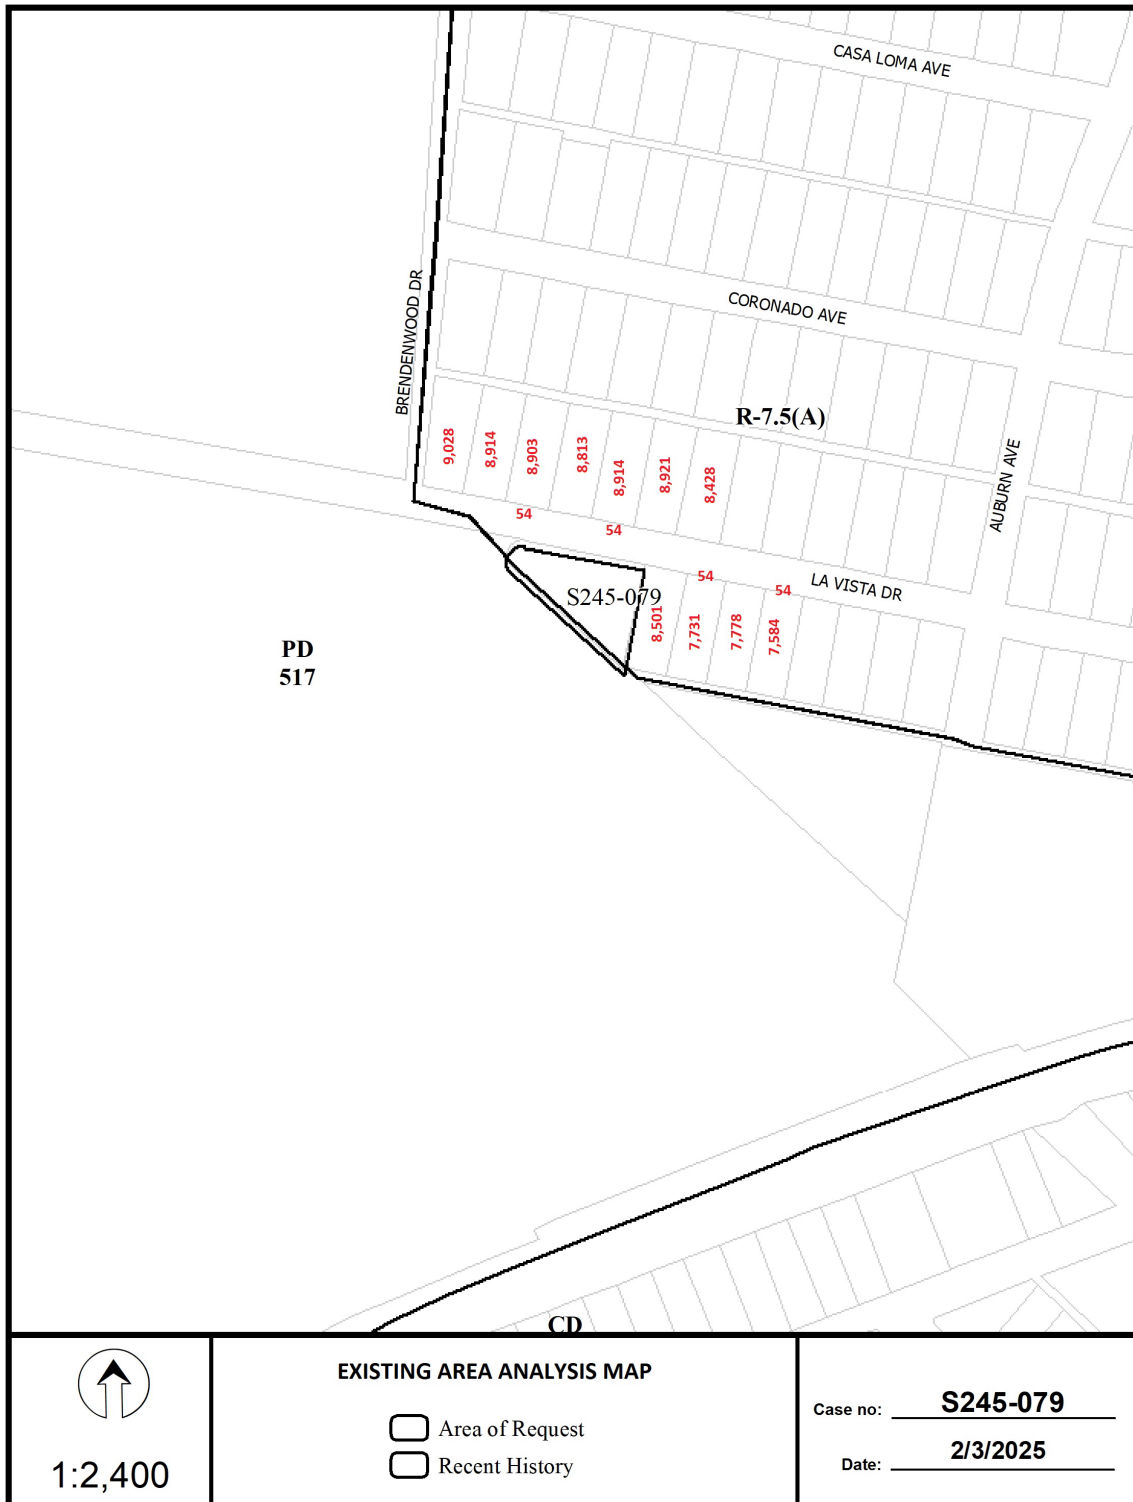 CASA LOMA AVE
CORONADO AVE
BRENDENWOOD DR
R-7.5(A)
9,028
8,914
8,903
8,813
8,914
8,921
8,428
AUBURN AVE
54
54
54
54
LA VISTA DR
S245-079
8,501
7,731
7,778
7,584
PD
517
CD
1:2,400
EXISTING AREA ANALYSIS MAP
Area of Request
Recent History
Case no: S245-079
Date: 2/3/2025